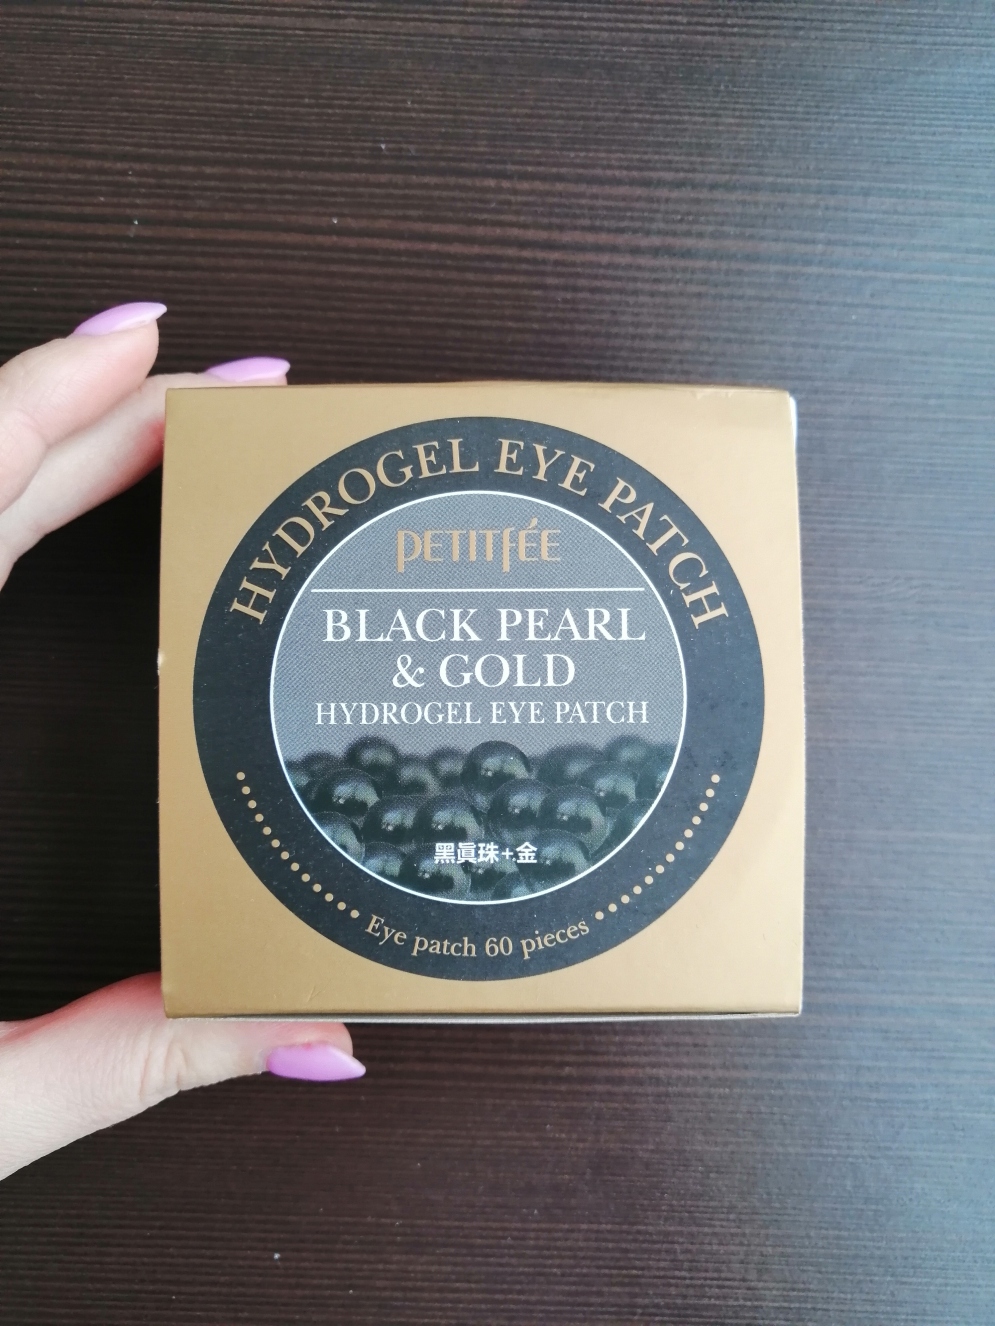 HYDROGEL EYE PATCH
PETITFÉE
BLACK PEARL
& GOLD
HYDROGEL EYE PATCH
黑眞珠+金
Eye patch 60 pieces